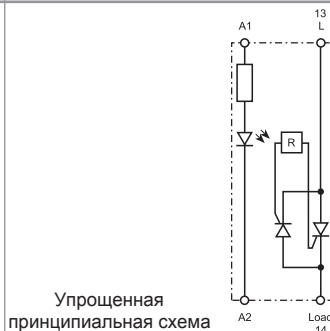 13
A1
L
R
Упрощенная
принципиальная схема
A2
Load
14